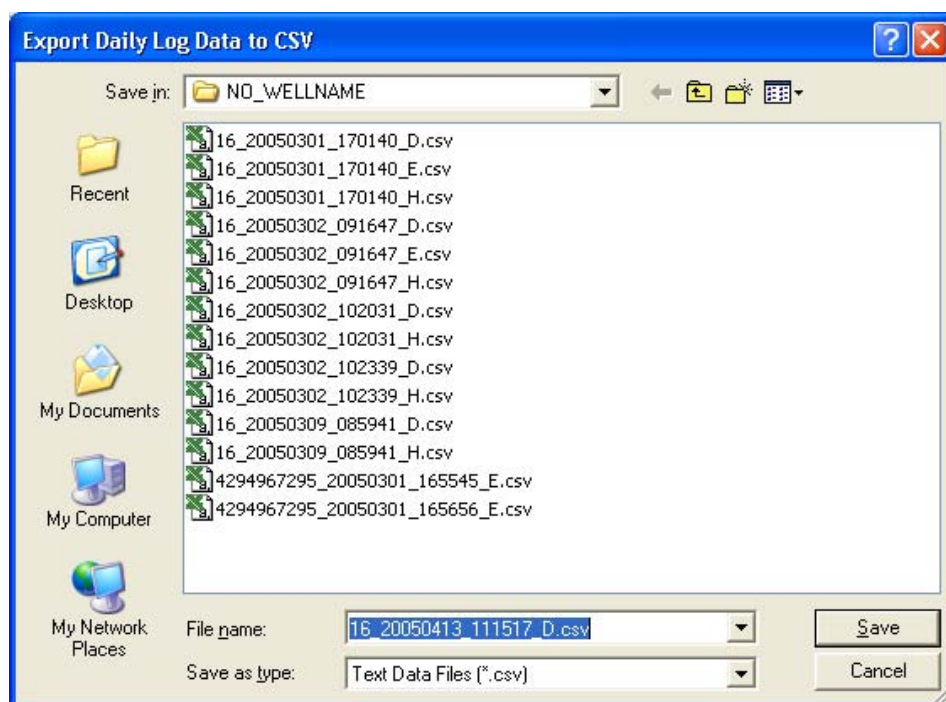 Export Daily Log Data to CSV
Save in:
NO_WELLNAME
16_20050301_170140_D.csv
16_20050301_170140_E.csv
16_20050301_170140_H.csv
16_20050302_091647_D.csv
16_20050302_091647_E.csv
16_20050302_091647_H.csv
16_20050302_102031_D.csv
16_20050302_102031_H.csv
16_20050302_102339_D.csv
16_20050302_102339_H.csv
16_20050309_085941_D.csv
16_20050309_085941_H.csv
4294967295_20050301_165545_E.csv
4294967295_20050301_165656_E.csv
Recent
Desktop
My Documents
My Computer
My Network
Places
File name:
16_20050413_111517_D.csv
Save
Save as type:
Text Data Files (*.csv)
Cancel